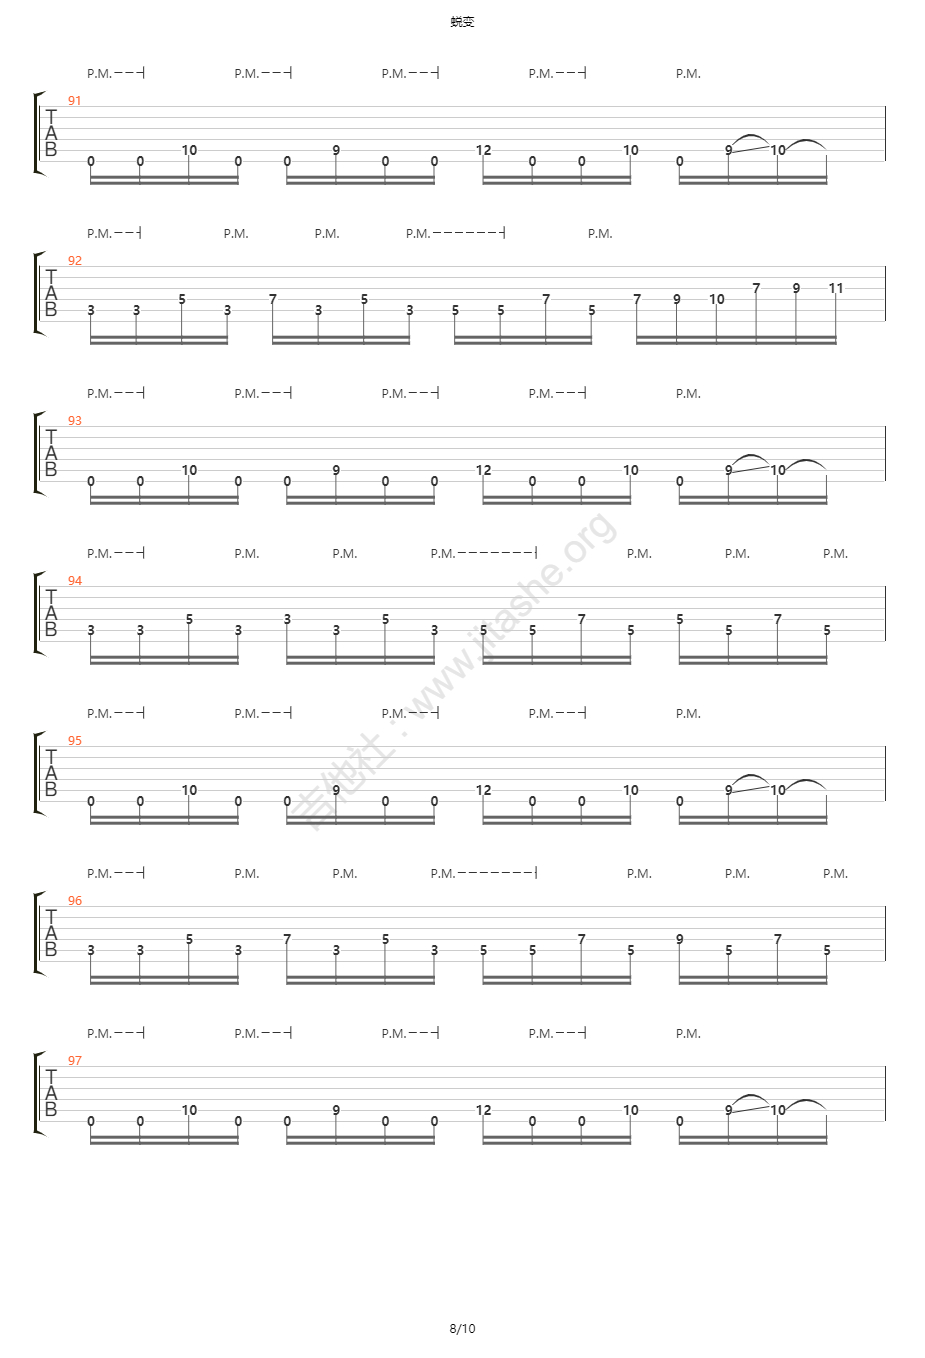 蜕变
P.M. P.M. P.M. P.M. P.M.
91
T
A
B
10 9 12 10 9 10
0 0 0 0 0 0 0 0 0
P.M. P.M. P.M. P.M. P.M.
92
T
A
B
7 9 11
5 7 5 7 7 9 10
3 3 3 3 3 5 5 5
P.M. P.M. P.M. P.M. P.M.
93
T
A
B
10 9 12 10 9 10
0 0 0 0 0 0 0 0 0
P.M. P.M. P.M. P.M. P.M. P.M. P.M.
94
T
A
B
5 3 5 7 5 7
3 3 3 3 3 5 5 5 5 5
P.M. P.M. P.M. P.M. P.M.
95
T
A
B
10 9 12 10 9 10
0 0 0 0 0 0 0 0 0
P.M. P.M. P.M. P.M. P.M. P.M. P.M.
96
T
A
B
5 7 5 7 9 7
3 3 3 3 3 5 5 5 5 5
P.M. P.M. P.M. P.M. P.M.
97
T
A
B
10 9 12 10 9 10
0 0 0 0 0 0 0 0 0
吉他社：www.jitashe.org
8/10